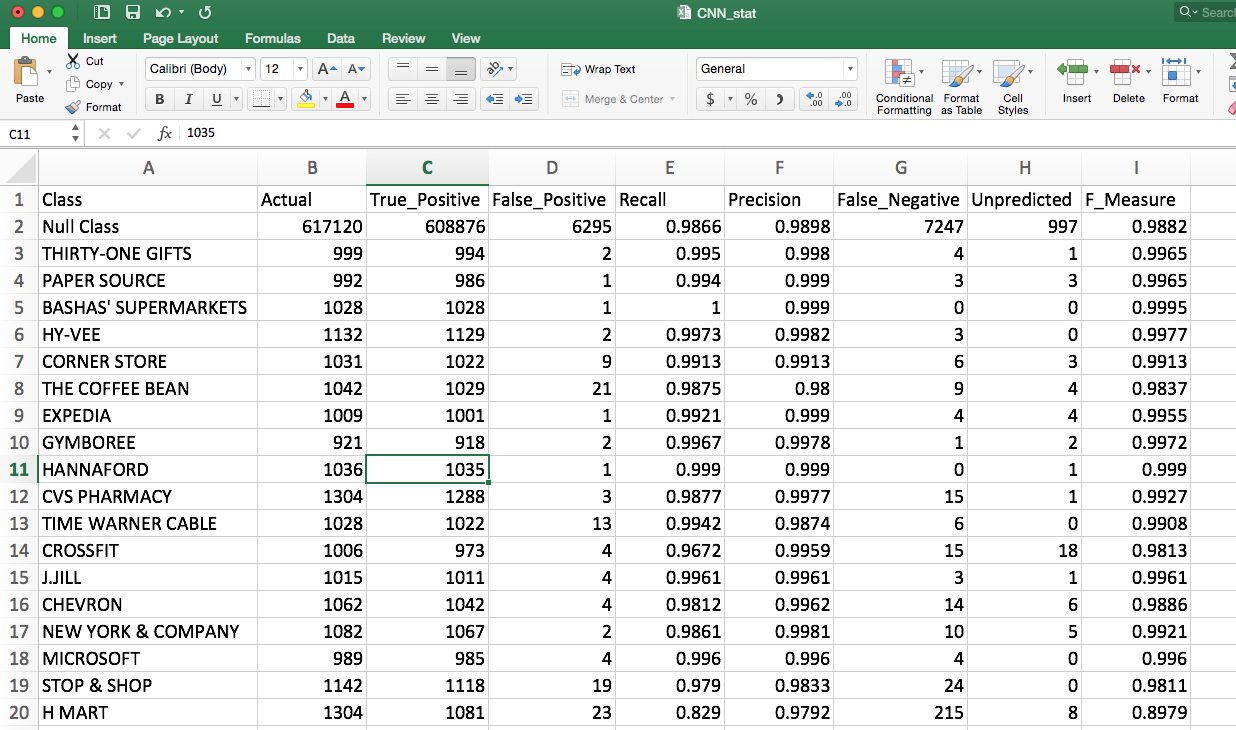 CNN_stat
Search
Home Insert Page Layout Formulas Data Review View
Paste
Cut
Copy
Format
Calibri (Body) 12 A A
B I U A
Wrap Text
Merge & Center
General
$ %
Conditional Formatting
Format as Table
Cell Styles
Insert
Delete
Format
C11 fx 1035
A B C D E F G H I
1 Class Actual True_Positive False_Positive Recall Precision False_Negative Unpredicted F_Measure
2 Null Class 617120 608876 6295 0.9866 0.9898 7247 997 0.9882
3 THIRTY-ONE GIFTS 999 994 2 0.995 0.998 4 1 0.9965
4 PAPER SOURCE 992 986 1 0.994 0.999 3 3 0.9965
5 BASHAS' SUPERMARKETS 1028 1028 1 1 0.999 0 0 0.9995
6 HY-VEE 1132 1129 2 0.9973 0.9982 3 0 0.9977
7 CORNER STORE 1031 1022 9 0.9913 0.9913 6 3 0.9913
8 THE COFFEE BEAN 1042 1029 21 0.9875 0.98 9 4 0.9837
9 EXPEDIA 1009 1001 1 0.9921 0.999 4 4 0.9955
10 GYMBOREE 921 918 2 0.9967 0.9978 1 2 0.9972
11 HANNAFORD 1036 1035 1 0.999 0.999 0 1 0.999
12 CVS PHARMACY 1304 1288 3 0.9877 0.9977 15 1 0.9927
13 TIME WARNER CABLE 1028 1022 13 0.9942 0.9874 6 0 0.9908
14 CROSSFIT 1006 973 4 0.9672 0.9959 15 18 0.9813
15 J.JILL 1015 1011 4 0.9961 0.9961 3 1 0.9961
16 CHEVRON 1062 1042 4 0.9812 0.9962 14 6 0.9886
17 NEW YORK & COMPANY 1082 1067 2 0.9861 0.9981 10 5 0.9921
18 MICROSOFT 989 985 4 0.996 0.996 4 0 0.996
19 STOP & SHOP 1142 1118 19 0.979 0.9833 24 0 0.9811
20 H MART 1304 1081 23 0.829 0.9792 215 8 0.8979